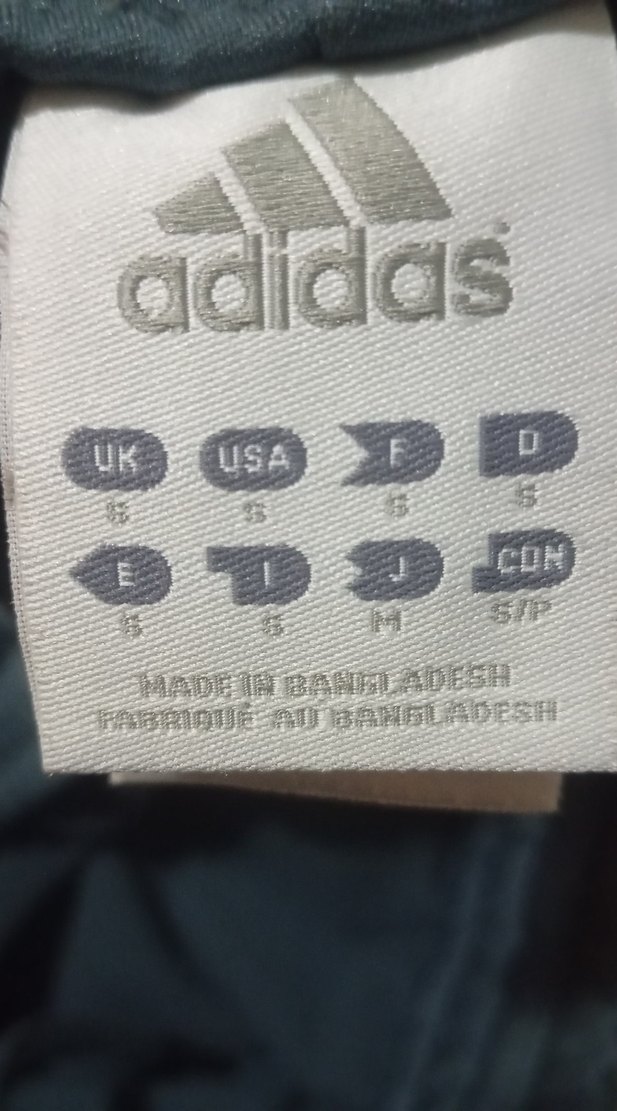 adidas
UK USA F D
S S S S
E I J CDN
S S M S/P
MADE IN BANGLADESH
FABRIQUÉ AU BANGLADESH